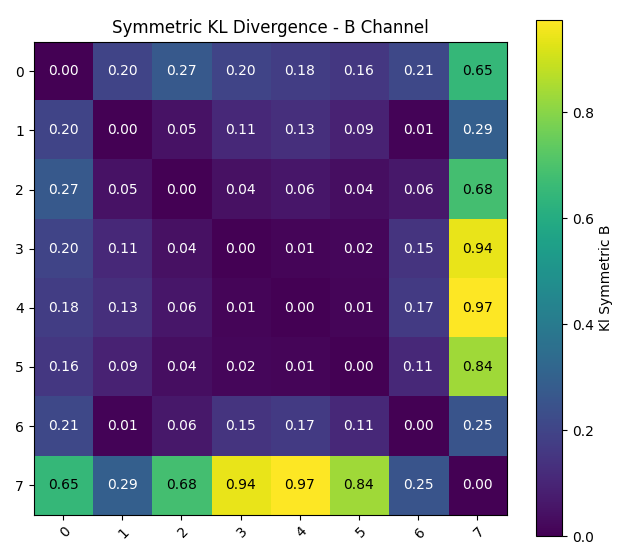 Symmetric KL Divergence - B Channel
0 0.00 0.20 0.27 0.20 0.18 0.16 0.21 0.65
1 0.20 0.00 0.05 0.11 0.13 0.09 0.01 0.29
2 0.27 0.05 0.00 0.04 0.06 0.04 0.06 0.68
3 0.20 0.11 0.04 0.00 0.01 0.02 0.15 0.94
4 0.18 0.13 0.06 0.01 0.00 0.01 0.17 0.97
5 0.16 0.09 0.04 0.02 0.01 0.00 0.11 0.84
6 0.21 0.01 0.06 0.15 0.17 0.11 0.00 0.25
7 0.65 0.29 0.68 0.94 0.97 0.84 0.25 0.00
0 1 2 3 4 5 6 7
0.8
0.6
0.4
0.2
0.0
Kl Symmetric B